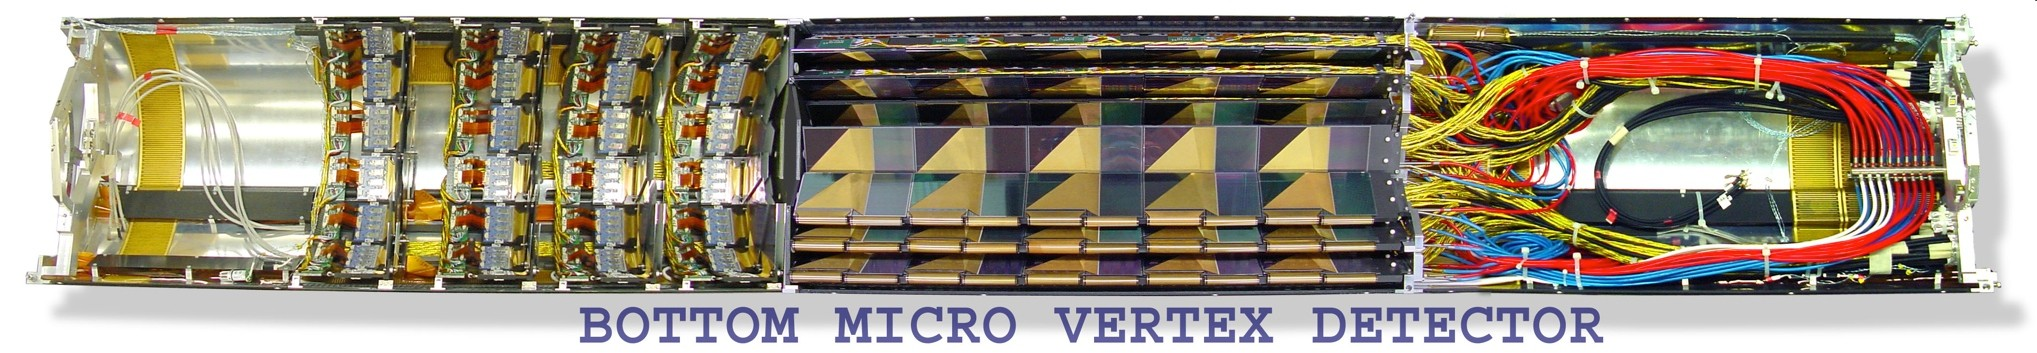 BOTTOM MICRO VERTEX DETECTOR